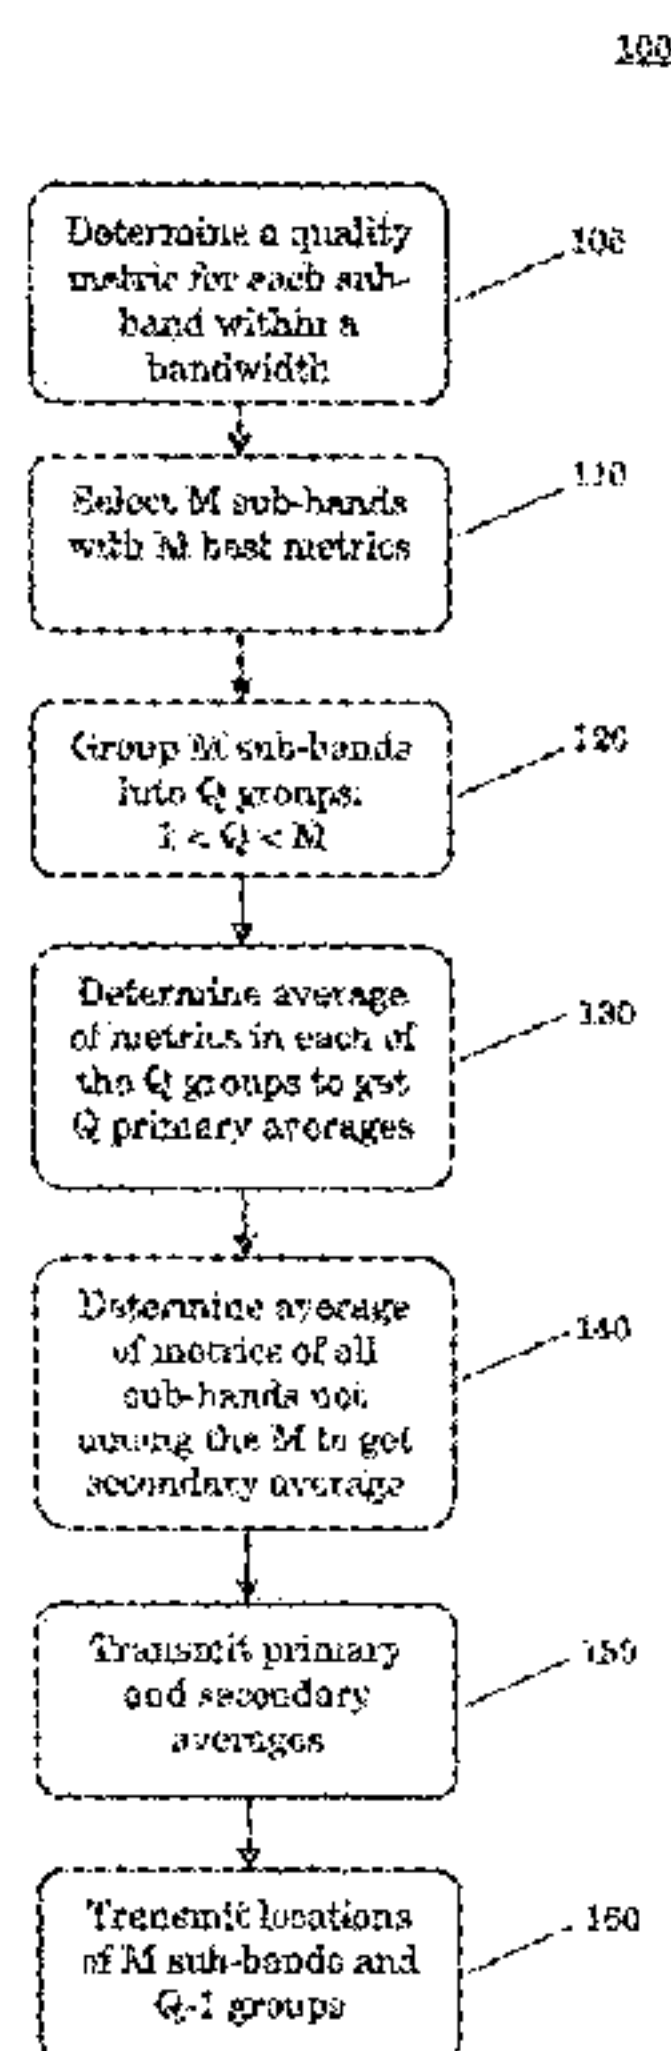 100
Determine a quality
metric for each sub-
band within a
bandwidth
105
Select M sub-bands
with M best metrics
110
Group M sub-bands
into Q groups:
1 < Q < M
120
Determine average
of metrics in each of
the Q groups to get
Q primary averages
130
Determine average
of metrics of all
sub-bands not
among the M to get
secondary average
140
Transmit primary
and secondary
averages
150
Transmit locations
of M sub-bands and
Q-1 groups
160